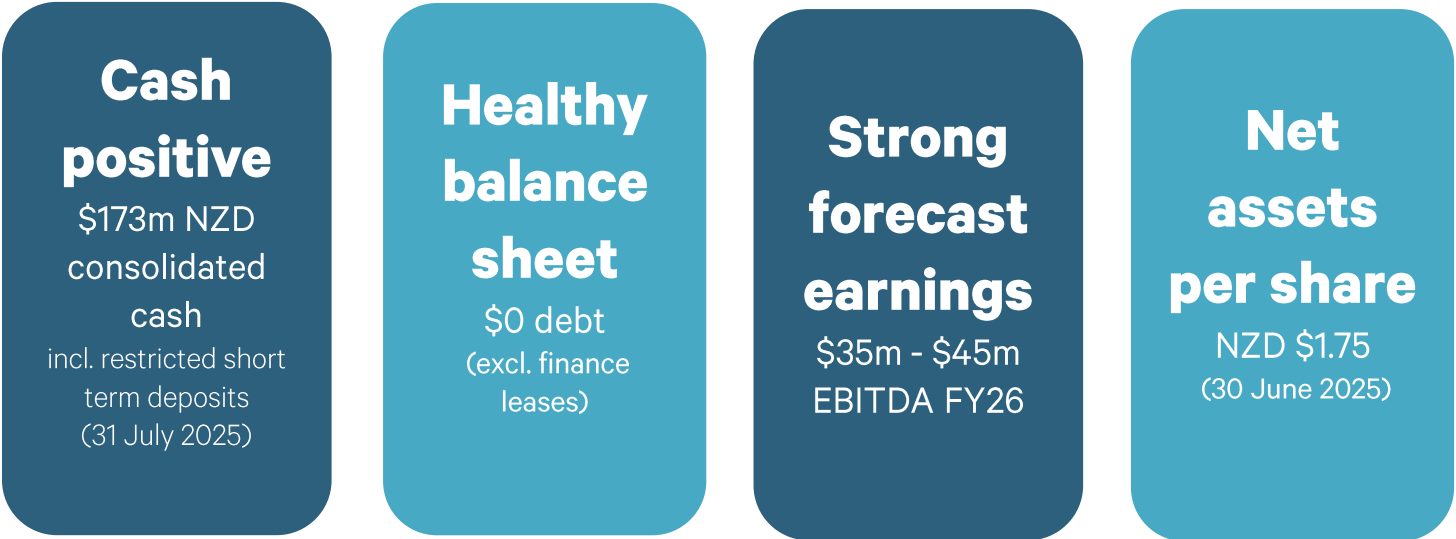 Cash
positive
$173m NZD
consolidated
cash
incl. restricted short
term deposits
(31 July 2025)
Healthy
balance
sheet
$0 debt
(excl. finance
leases)
Strong
forecast
earnings
$35m - $45m
EBITDA FY26
Net
assets
per share
NZD $1.75
(30 June 2025)